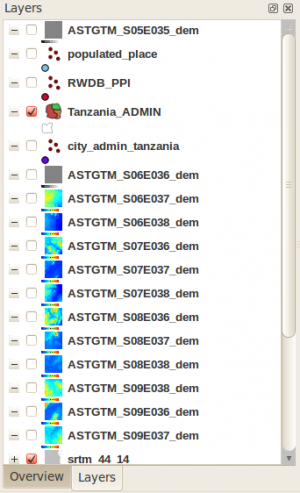 Layers
ASTGTM_S05E035_dem
populated_place
RWDB_PPI
Tanzania_ADMIN
city_admin_tanzania
ASTGTM_S06E036_dem
ASTGTM_S06E037_dem
ASTGTM_S06E038_dem
ASTGTM_S07E036_dem
ASTGTM_S07E037_dem
ASTGTM_S07E038_dem
ASTGTM_S08E036_dem
ASTGTM_S08E037_dem
ASTGTM_S08E038_dem
ASTGTM_S09E038_dem
ASTGTM_S09E036_dem
ASTGTM_S09E037_dem
srtm_44_14
Overview Layers